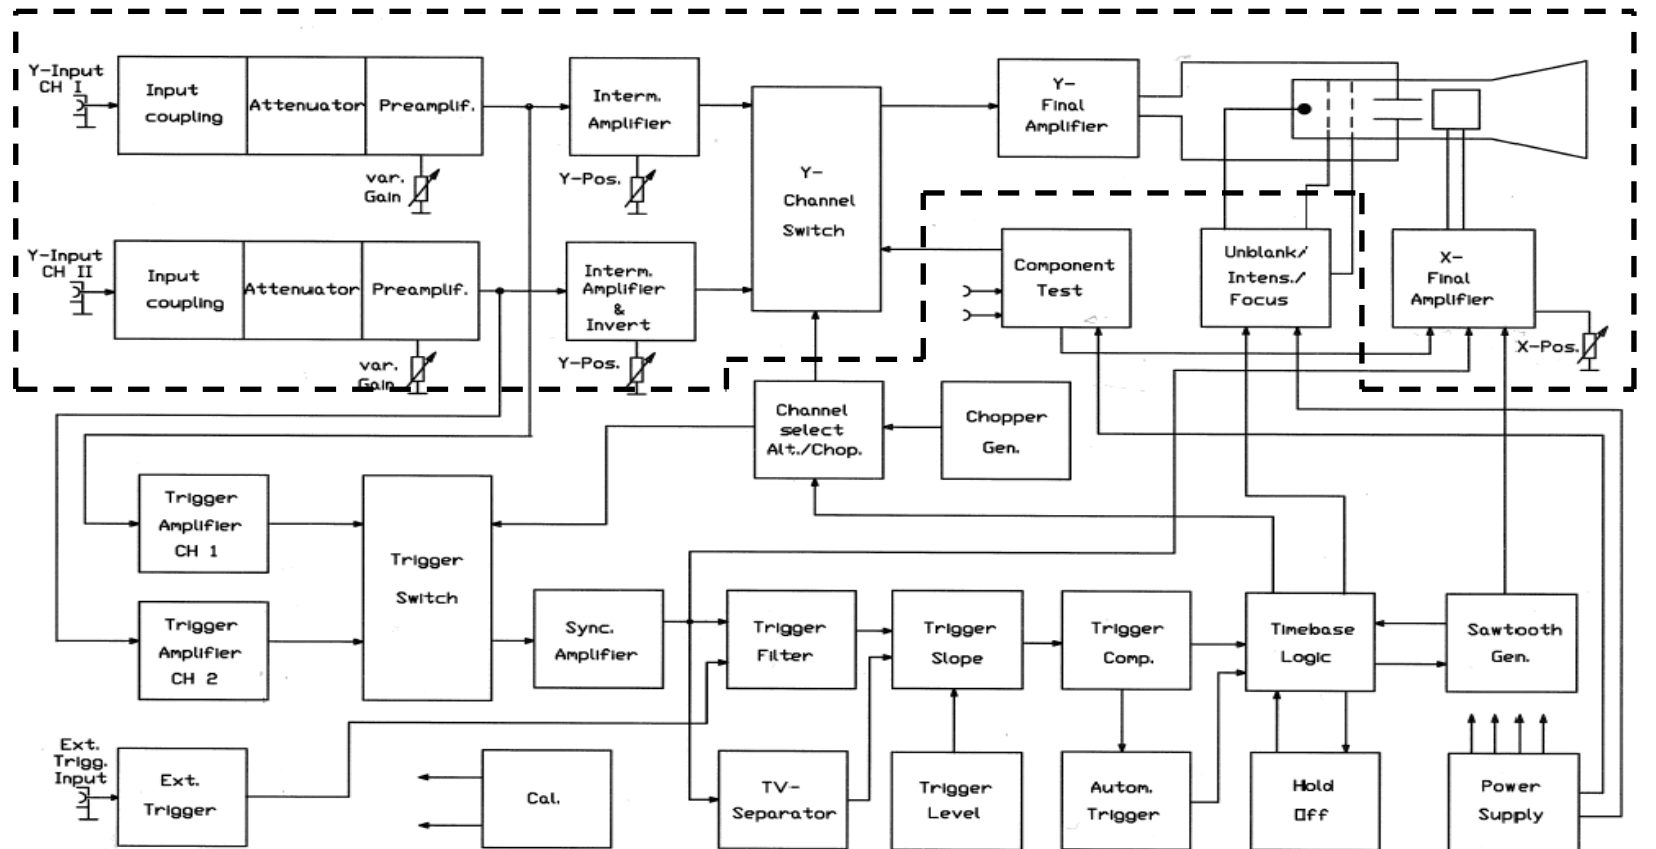 Y-Input
CH I
Input
coupling
Attenuator
Preamplif.
var.
Gain
Interm.
Amplifier
Y-Pos.
Y-
Channel
Switch
Y-
Final
Amplifier
Y-Input
CH II
Input
coupling
Attenuator
Preamplif.
var.
Gain
Interm.
Amplifier
&
Invert
Y-Pos.
Component
Test
Unblank/
Intens./
Focus
X-
Final
Amplifier
X-Pos.
Channel
select
Alt./Chop.
Chopper
Gen.
Trigger
Amplifier
CH 1
Trigger
Switch
Trigger
Amplifier
CH 2
Sync.
Amplifier
Trigger
Filter
Trigger
Slope
Trigger
Comp.
Timebase
Logic
Sawtooth
Gen.
Ext.
Trigg.
Input
Ext.
Trigger
Cal.
TV-
Separator
Trigger
Level
Autom.
Trigger
Hold
Off
Power
Supply